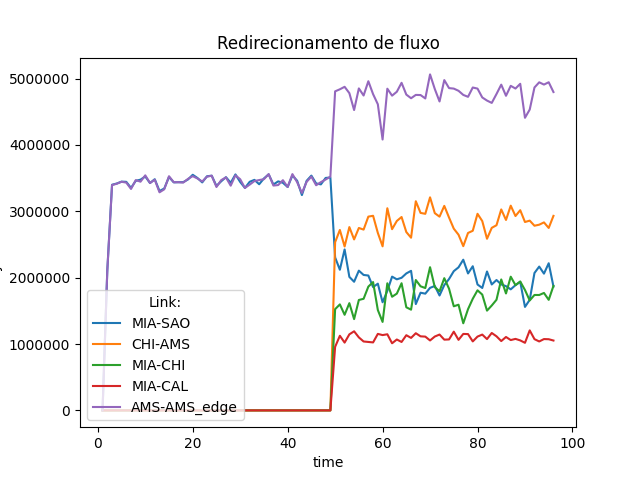 Redirecionamento de fluxo
5000000
4000000
3000000
2000000
1000000
0
Link:
MIA-SAO
CHI-AMS
MIA-CHI
MIA-CAL
AMS-AMS_edge
0 20 40 60 80 100
time